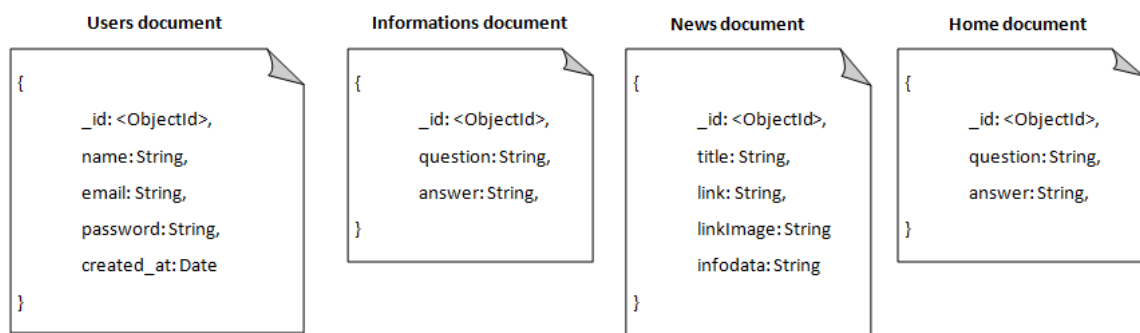 Users document
{
_id: <ObjectId>,
name: String,
email: String,
password: String,
created_at: Date
}
Informations document
{
_id: <ObjectId>,
question: String,
answer: String,
}
News document
{
_id: <ObjectId>,
title: String,
link: String,
linkImage: String
infodata: String
}
Home document
{
_id: <ObjectId>,
question: String,
answer: String,
}